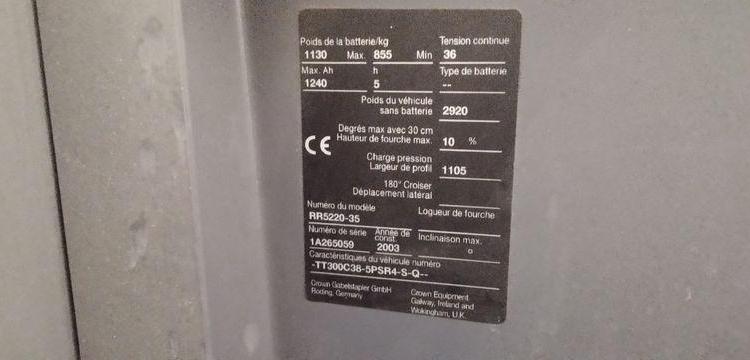 Poids de la batterie/kg Tension continue
1130 Max. 855 Min 36
Max. Ah h Type de batterie
1240 5 --
Poids du véhicule
sans batterie 2920
Degrés max avec 30 cm
Hauteur de fourche max. 10 %
CE
Charge pression
Largeur de profil 1105
180° Croiser
Déplacement latéral
Numéro du modèle Logueur de fourche
RR5220-35
Numéro de série Année de const. Inclinaison max.
1A265059 2003 o
Caractéristiques du véhicule numéro
-TT300C38-5PSR4-S-Q--
Crown Gabelstapler GmbH Crown Equipment
Roding, Germany Galway, Ireland and
Wokingham, U.K.